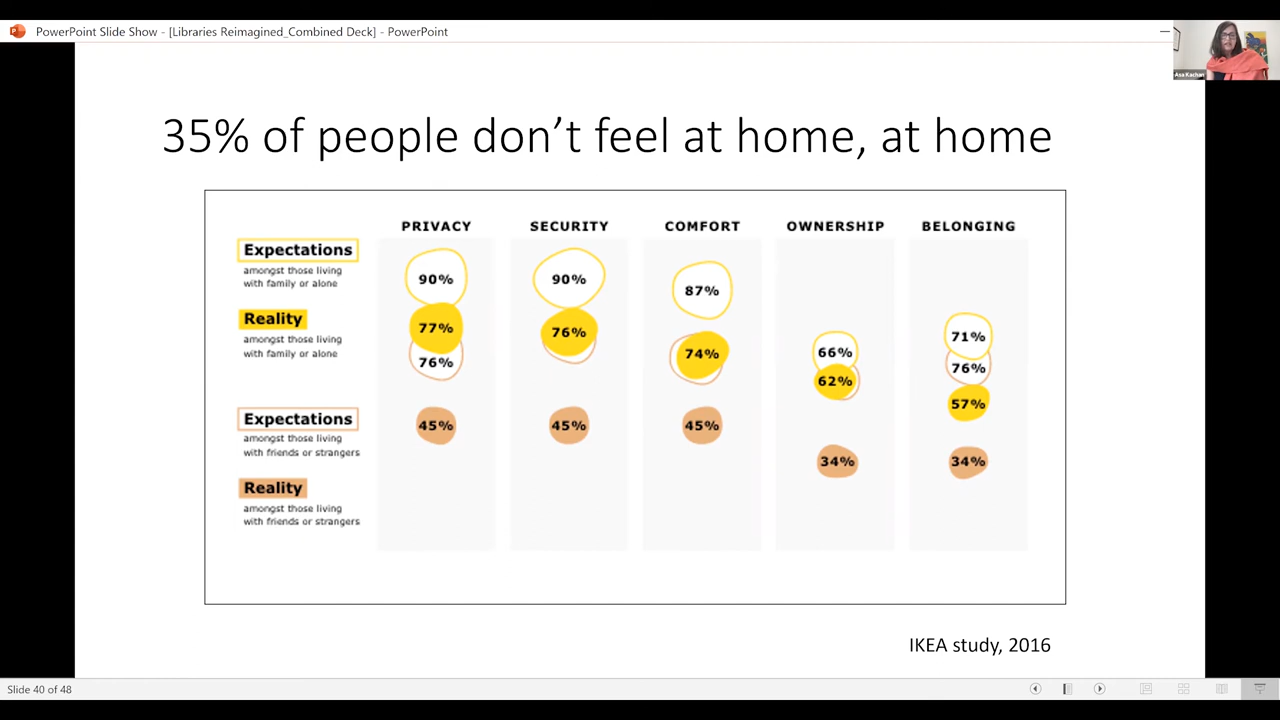 PowerPoint Slide Show - [Libraries Reimagined_Combined Deck] - PowerPoint
Asa Kachan
35% of people don’t feel at home, at home
PRIVACY SECURITY COMFORT OWNERSHIP BELONGING
Expectations
amongst those living
with family or alone
Reality
amongst those living
with family or alone
Expectations
amongst those living
with friends or strangers
Reality
amongst those living
with friends or strangers
90%
77%
76%
45%
90%
76%
45%
87%
74%
45%
66%
62%
34%
71%
76%
57%
34%
IKEA study, 2016
Slide 40 of 48